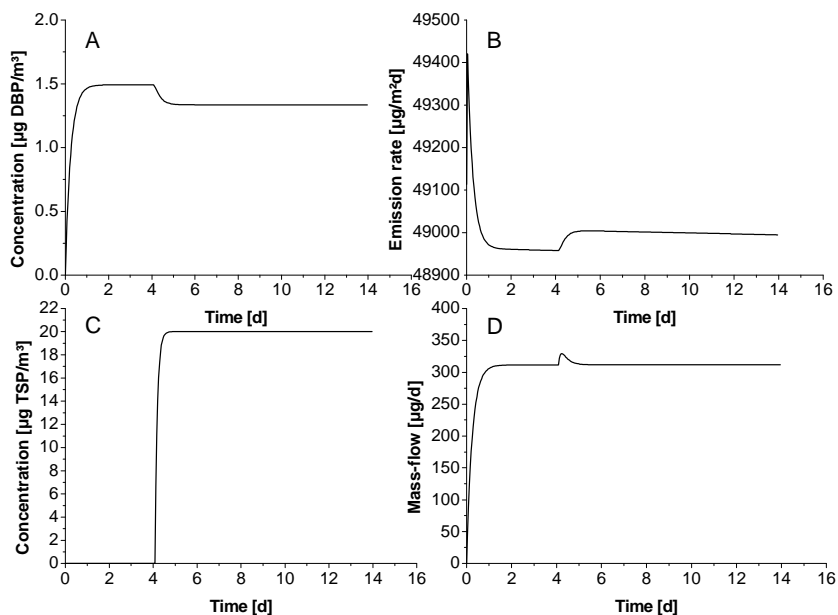 A
Concentration [µg DBP/m³]
2.0
1.5
1.0
0.5
0.0
0 2 4 6 8 10 12 14 16
Time [d]
B
Emission rate [µg/m²d]
49500
49400
49300
49200
49100
49000
48900
0 2 4 6 8 10 12 14 16
Time [d]
C
Concentration [µg TSP/m³]
22
20
18
16
14
12
10
8
6
4
2
0
0 2 4 6 8 10 12 14 16
Time [d]
D
Mass-flow [µg/d]
400
350
300
250
200
150
100
50
0
0 2 4 6 8 10 12 14 16
Time [d]